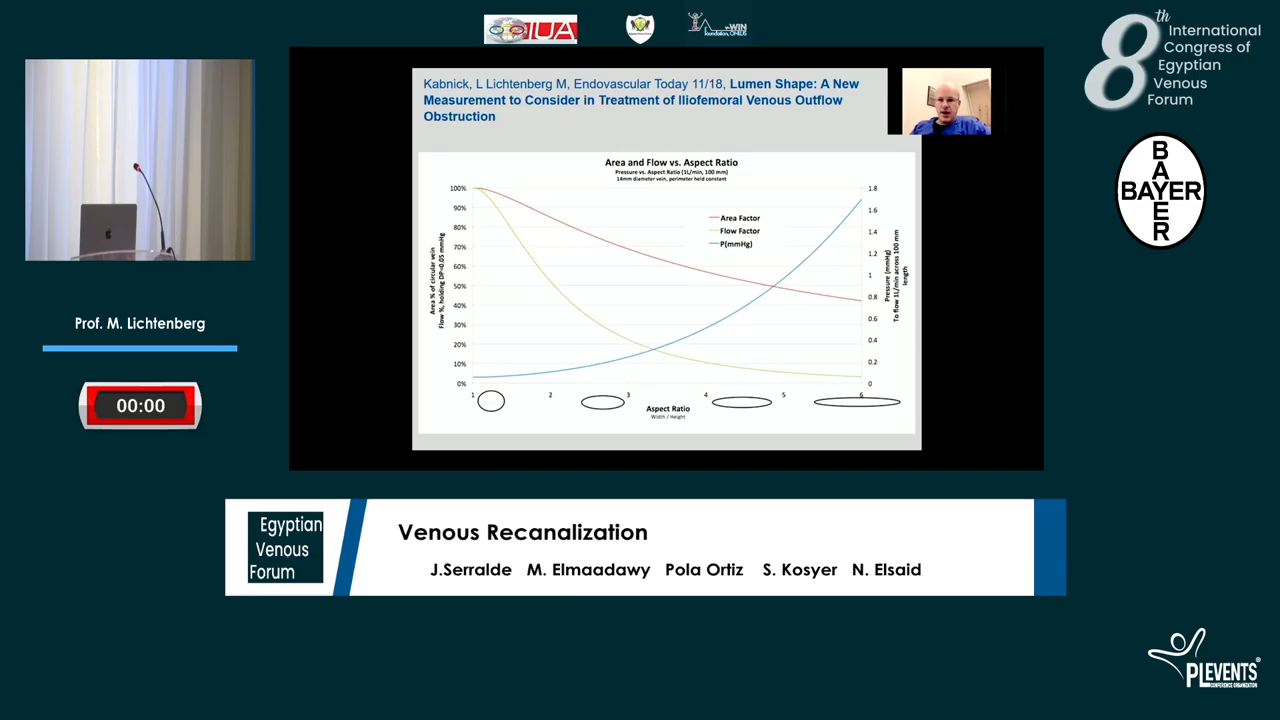 IUA
WIN
foundation, ONLUS
8th International
Congress of
Egyptian
Venous
Forum
BAYER
BAYER
Kabnick, L Lichtenberg M, Endovascular Today 11/18, Lumen Shape: A New
Measurement to Consider in Treatment of Iliofemoral Venous Outflow
Obstruction
Area and Flow vs. Aspect Ratio
Pressure vs. Aspect Ratio (1L/min, 100 mm)
14mm diameter vein, perimeter held constant
100%
90%
80%
70%
60%
50%
40%
30%
20%
10%
0%
Area % of circular vein
Flow %, holding DP=0.05 mmHg
Area Factor
Flow Factor
P(mmHg)
1.8
1.6
1.4
1.2
1
0.8
0.6
0.4
0.2
0
Pressure (mmHg)
To flow 1L/min across 100 mm
length
1 2 3 4 5 6
Aspect Ratio
Width / Height
Prof. M. Lichtenberg
00:00
Egyptian
Venous
Forum
Venous Recanalization
J.Serralde M. Elmaadawy Pola Ortiz S. Kosyer N. Elsaid
PLEVENTS
CONFERENCE ORGANIZATION